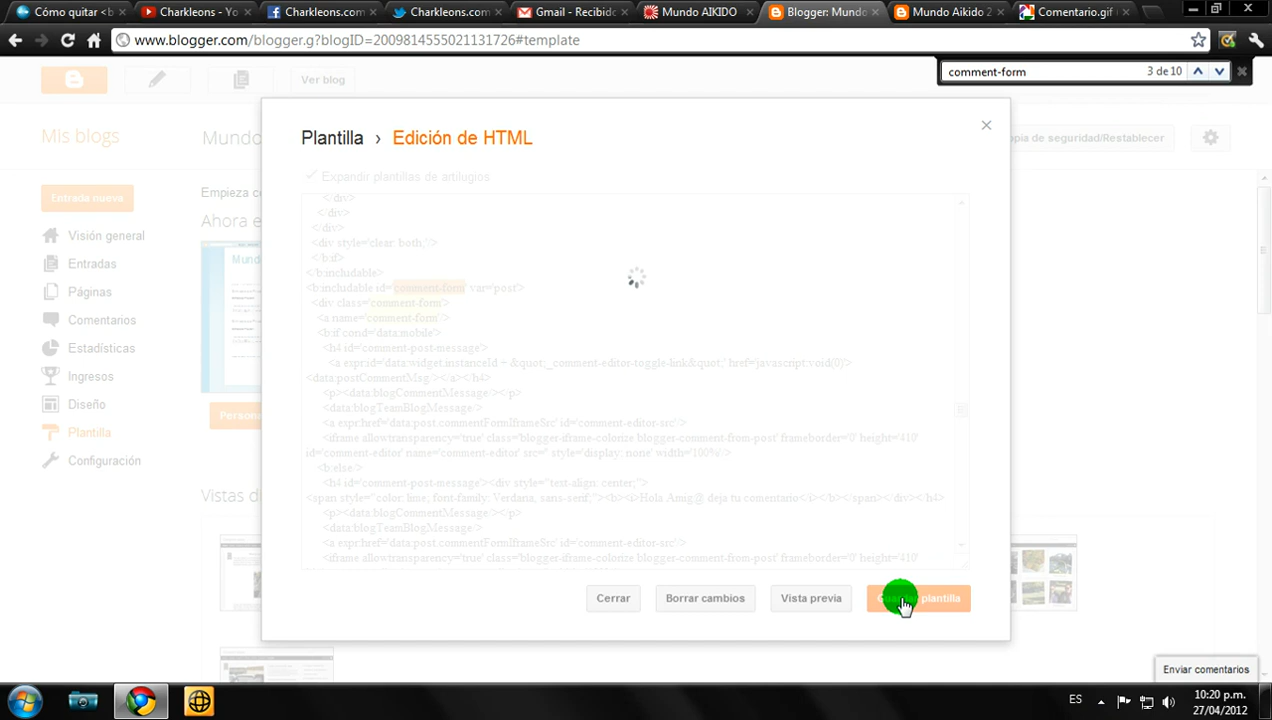 Cómo quitar <b
Charkleons - Yo
Charkleons.com
Charkleons.com
Gmail - Recibido
Mundo AIKIDO
Blogger: Mundo
Mundo Aikido 2
Comentario.gif
www.blogger.com/blogger.g?blogID=2009814555021131726#template
comment-form 3 de 10
Ver blog
Mis blogs
Mundo
Plantilla › Edición de HTML
opia de seguridad/Restablecer
Expandir plantillas de artilugios
Entrada nueva
Empieza c
Ahora e
Visión general
Entradas
Páginas
Comentarios
Estadísticas
Ingresos
Diseño
Plantilla
Configuración
Mund
Persona
Vistas d
</div>
</div>
</div>
<div style='clear: both;'/>
</b:if>
</b:includable>
<b:includable id='comment-form' var='post'>
<div class='comment-form'>
<a name='comment-form'/>
<b:if cond='data:mobile'>
<h4 id='comment-post-message'>
<a expr:id='data:widget.instanceId + &quot;_comment-editor-toggle-link&quot;' href='javascript:void(0)'>
<data:postCommentMsg/></a></h4>
<p><data:blogCommentMessage/></p>
<data:blogTeamBlogMessage/>
<a expr:href='data:post.commentFormIframeSrc' id='comment-editor-src'/>
<iframe allowtransparency='true' class='blogger-iframe-colorize blogger-comment-from-post' frameborder='0' height='410'
id='comment-editor' name='comment-editor' src='' style='display: none' width='100%'/>
<b:else/>
<h4 id='comment-post-message'><div style="text-align: center;">
<span style="color: lime; font-family: Verdana, sans-serif;"><b><i>Hola Amig@ deja tu comentario</i></b></span></div></h4>
<p><data:blogCommentMessage/></p>
<data:blogTeamBlogMessage/>
<a expr:href='data:post.commentFormIframeSrc' id='comment-editor-src'/>
<iframe allowtransparency='true' class='blogger-iframe-colorize blogger-comment-from-post' frameborder='0' height='410'
Cerrar
Borrar cambios
Vista previa
plantilla
Enviar comentarios
ES
10:20 p.m.
27/04/2012